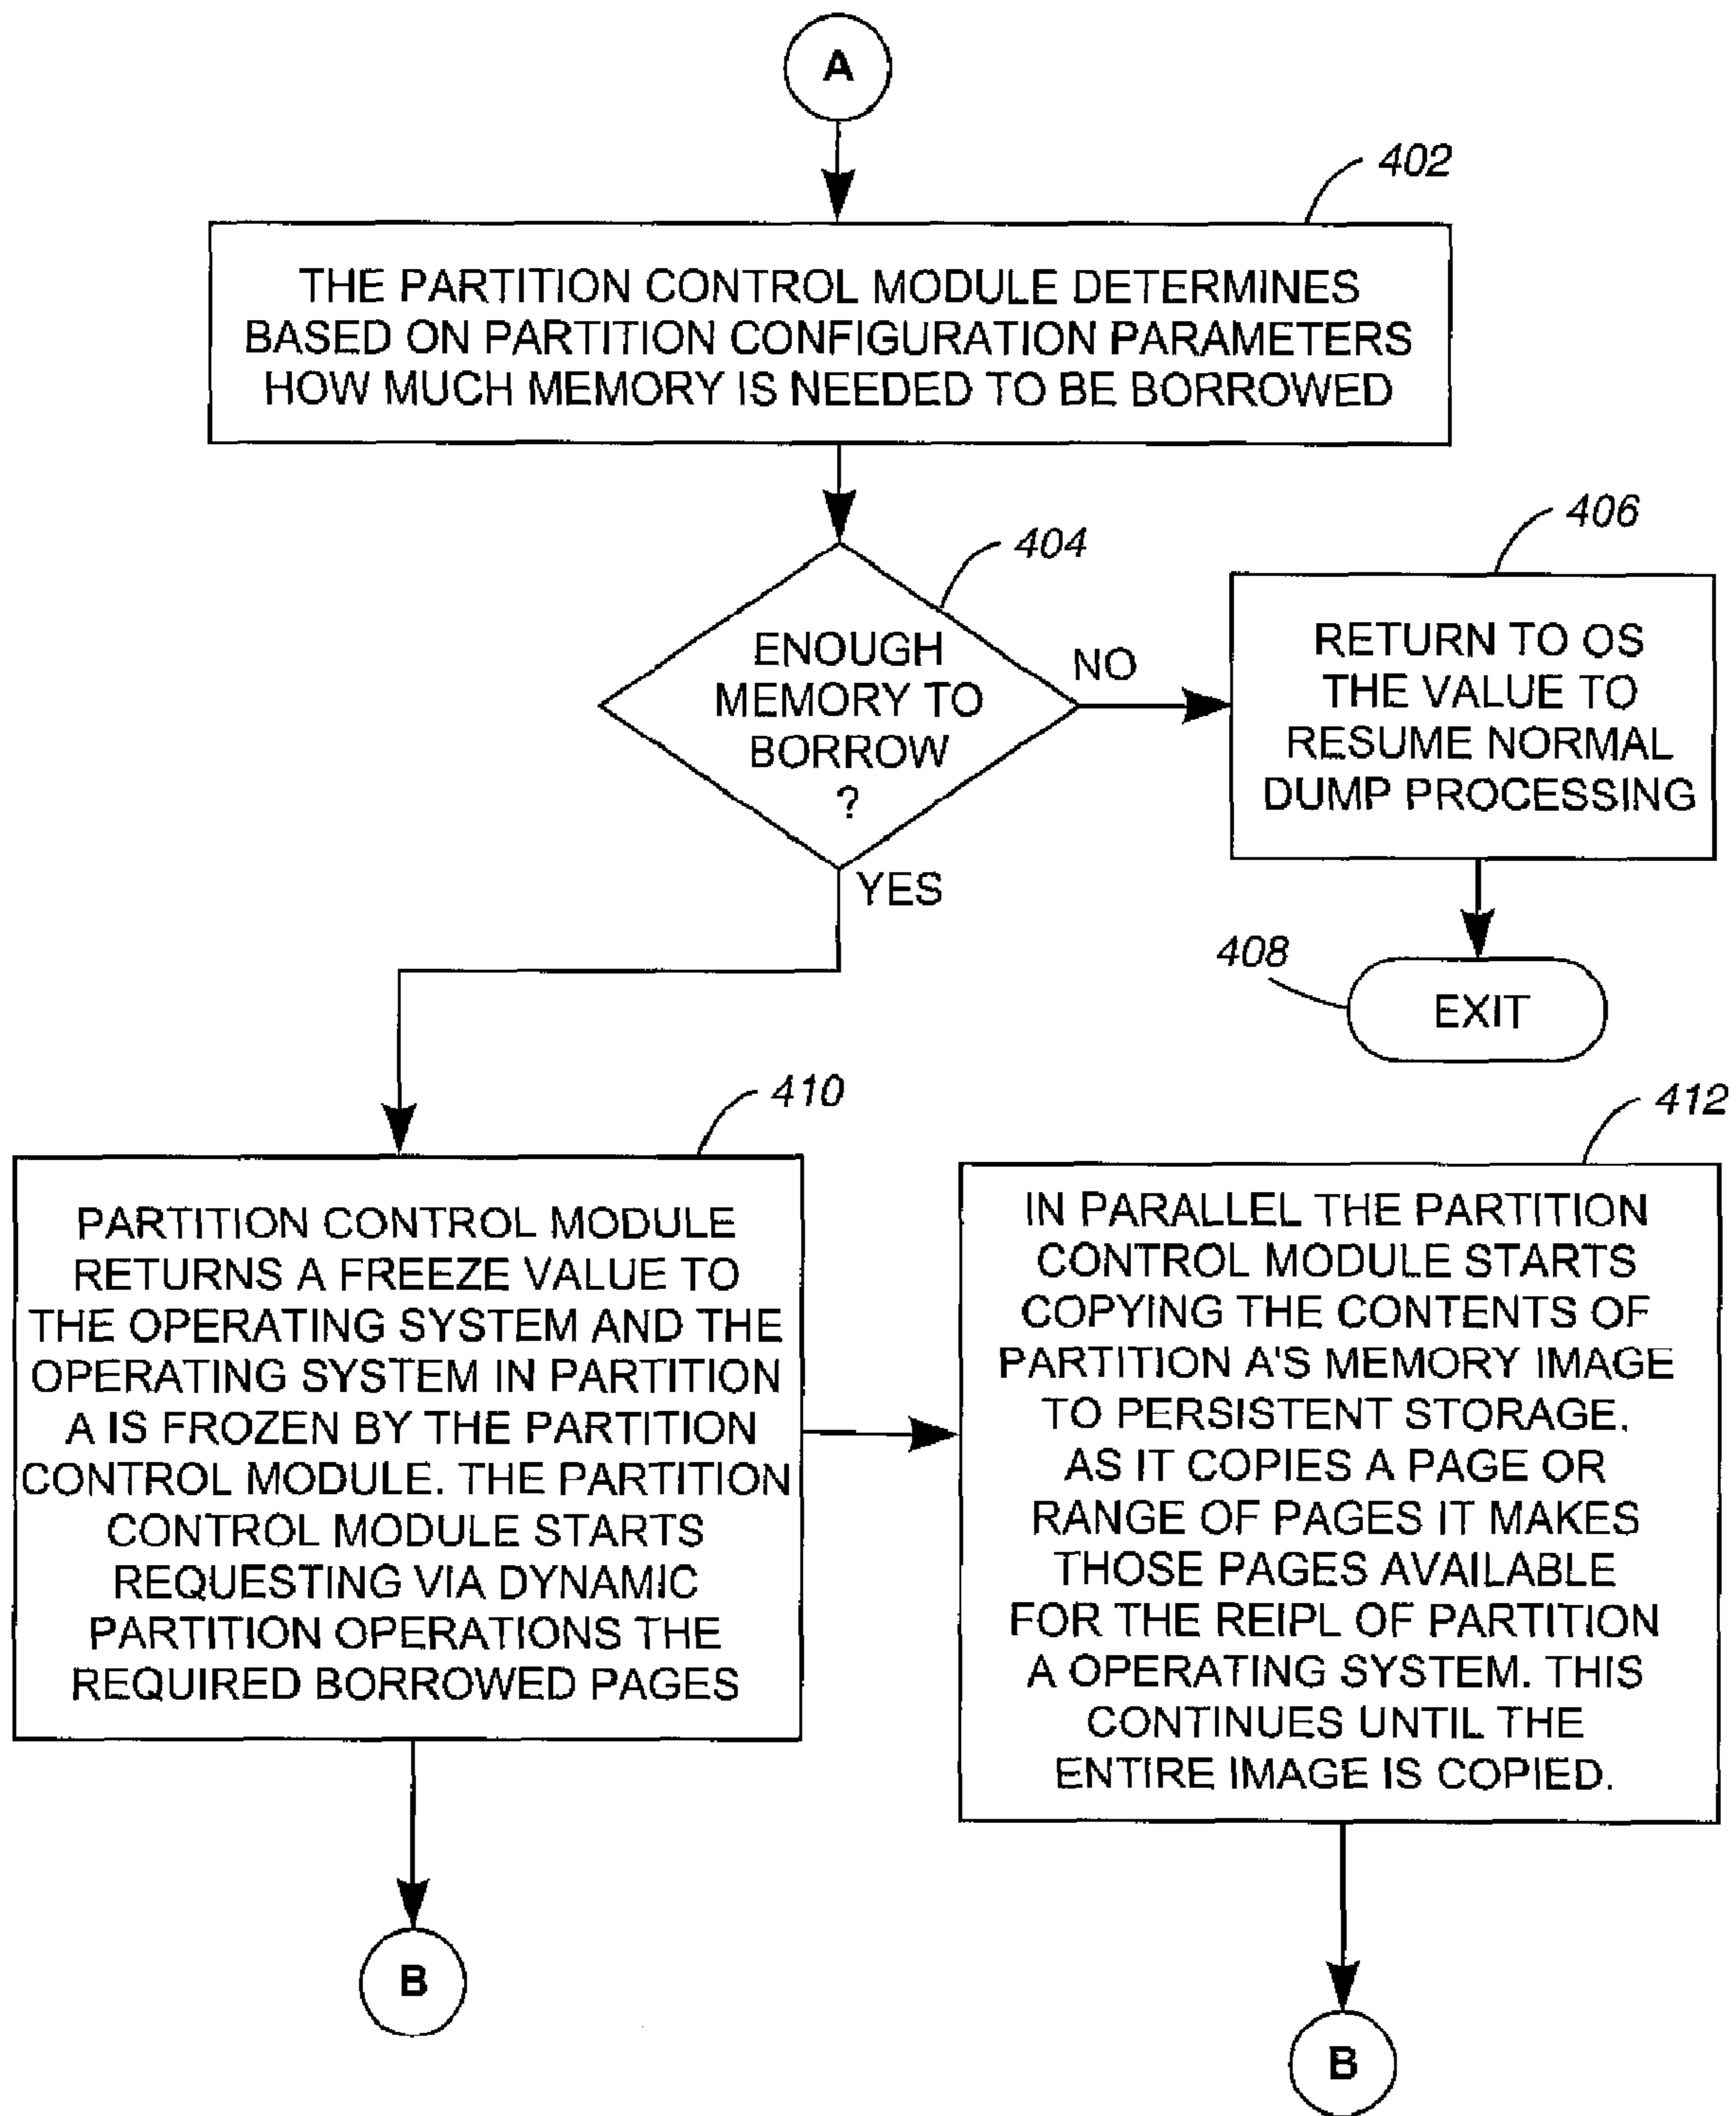 A
402
THE PARTITION CONTROL MODULE DETERMINES
BASED ON PARTITION CONFIGURATION PARAMETERS
HOW MUCH MEMORY IS NEEDED TO BE BORROWED
404
ENOUGH
MEMORY TO
BORROW
?
NO
YES
406
RETURN TO OS
THE VALUE TO
RESUME NORMAL
DUMP PROCESSING
408
EXIT
410
PARTITION CONTROL MODULE
RETURNS A FREEZE VALUE TO
THE OPERATING SYSTEM AND THE
OPERATING SYSTEM IN PARTITION
A IS FROZEN BY THE PARTITION
CONTROL MODULE. THE PARTITION
CONTROL MODULE STARTS
REQUESTING VIA DYNAMIC
PARTITION OPERATIONS THE
REQUIRED BORROWED PAGES
412
IN PARALLEL THE PARTITION
CONTROL MODULE STARTS
COPYING THE CONTENTS OF
PARTITION A'S MEMORY IMAGE
TO PERSISTENT STORAGE.
AS IT COPIES A PAGE OR
RANGE OF PAGES IT MAKES
THOSE PAGES AVAILABLE
FOR THE REIPL OF PARTITION
A OPERATING SYSTEM. THIS
CONTINUES UNTIL THE
ENTIRE IMAGE IS COPIED.
B
B